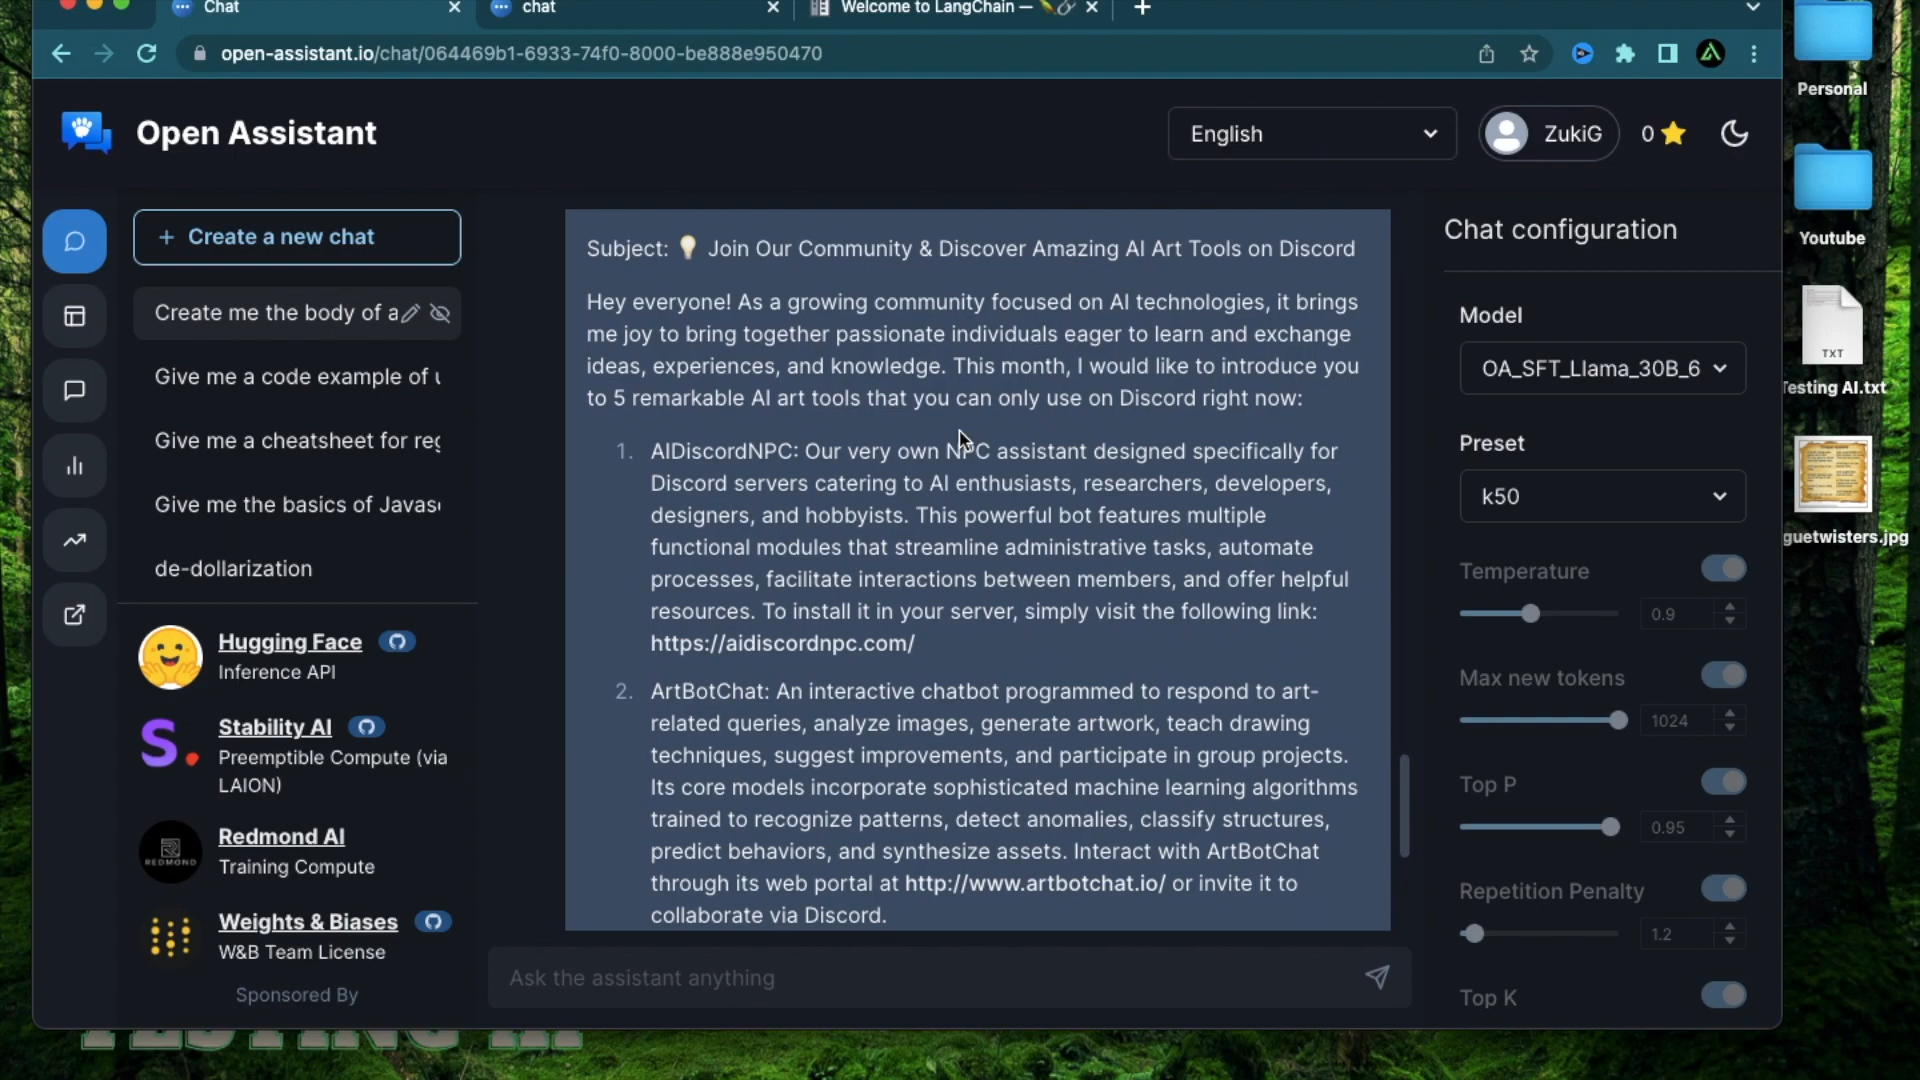 Chat
chat
Welcome to LangChain —
open-assistant.io/chat/064469b1-6933-74f0-8000-be888e950470
Open Assistant
English
ZukiG
0
+ Create a new chat
Create me the body of a
Give me a code example of u
Give me a cheatsheet for reg
Give me the basics of Javas
de-dollarization
Hugging Face
Inference API
Stability AI
Preemptible Compute (via
LAION)
REDMOND
Redmond AI
Training Compute
Weights & Biases
W&B Team License
Sponsored By
Subject: 💡 Join Our Community & Discover Amazing AI Art Tools on Discord
Hey everyone! As a growing community focused on AI technologies, it brings
me joy to bring together passionate individuals eager to learn and exchange
ideas, experiences, and knowledge. This month, I would like to introduce you
to 5 remarkable AI art tools that you can only use on Discord right now:
1. AIDiscordNPC: Our very own NPC assistant designed specifically for
Discord servers catering to AI enthusiasts, researchers, developers,
designers, and hobbyists. This powerful bot features multiple
functional modules that streamline administrative tasks, automate
processes, facilitate interactions between members, and offer helpful
resources. To install it in your server, simply visit the following link:
https://aidiscordnpc.com/
2. ArtBotChat: An interactive chatbot programmed to respond to art-
related queries, analyze images, generate artwork, teach drawing
techniques, suggest improvements, and participate in group projects.
Its core models incorporate sophisticated machine learning algorithms
trained to recognize patterns, detect anomalies, classify structures,
predict behaviors, and synthesize assets. Interact with ArtBotChat
through its web portal at http://www.artbotchat.io/ or invite it to
collaborate via Discord.
Ask the assistant anything
Chat configuration
Model
OA_SFT_Llama_30B_6
Preset
k50
Temperature
0.9
Max new tokens
1024
Top P
0.95
Repetition Penalty
1.2
Top K
Personal
Youtube
TXT
Testing AI.txt
guetwisters.jpg